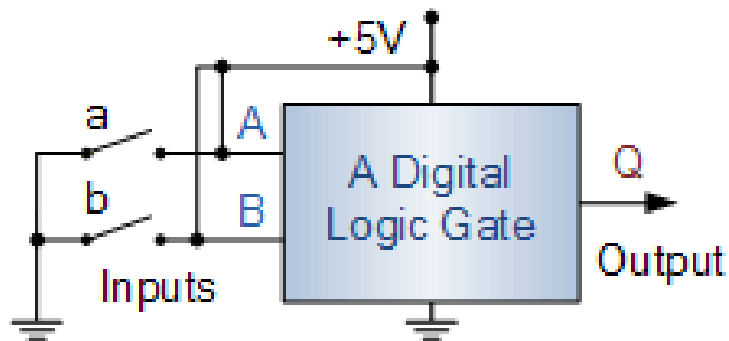 +5V
a
A
A Digital
Logic Gate
Q
b
B
Output
Inputs